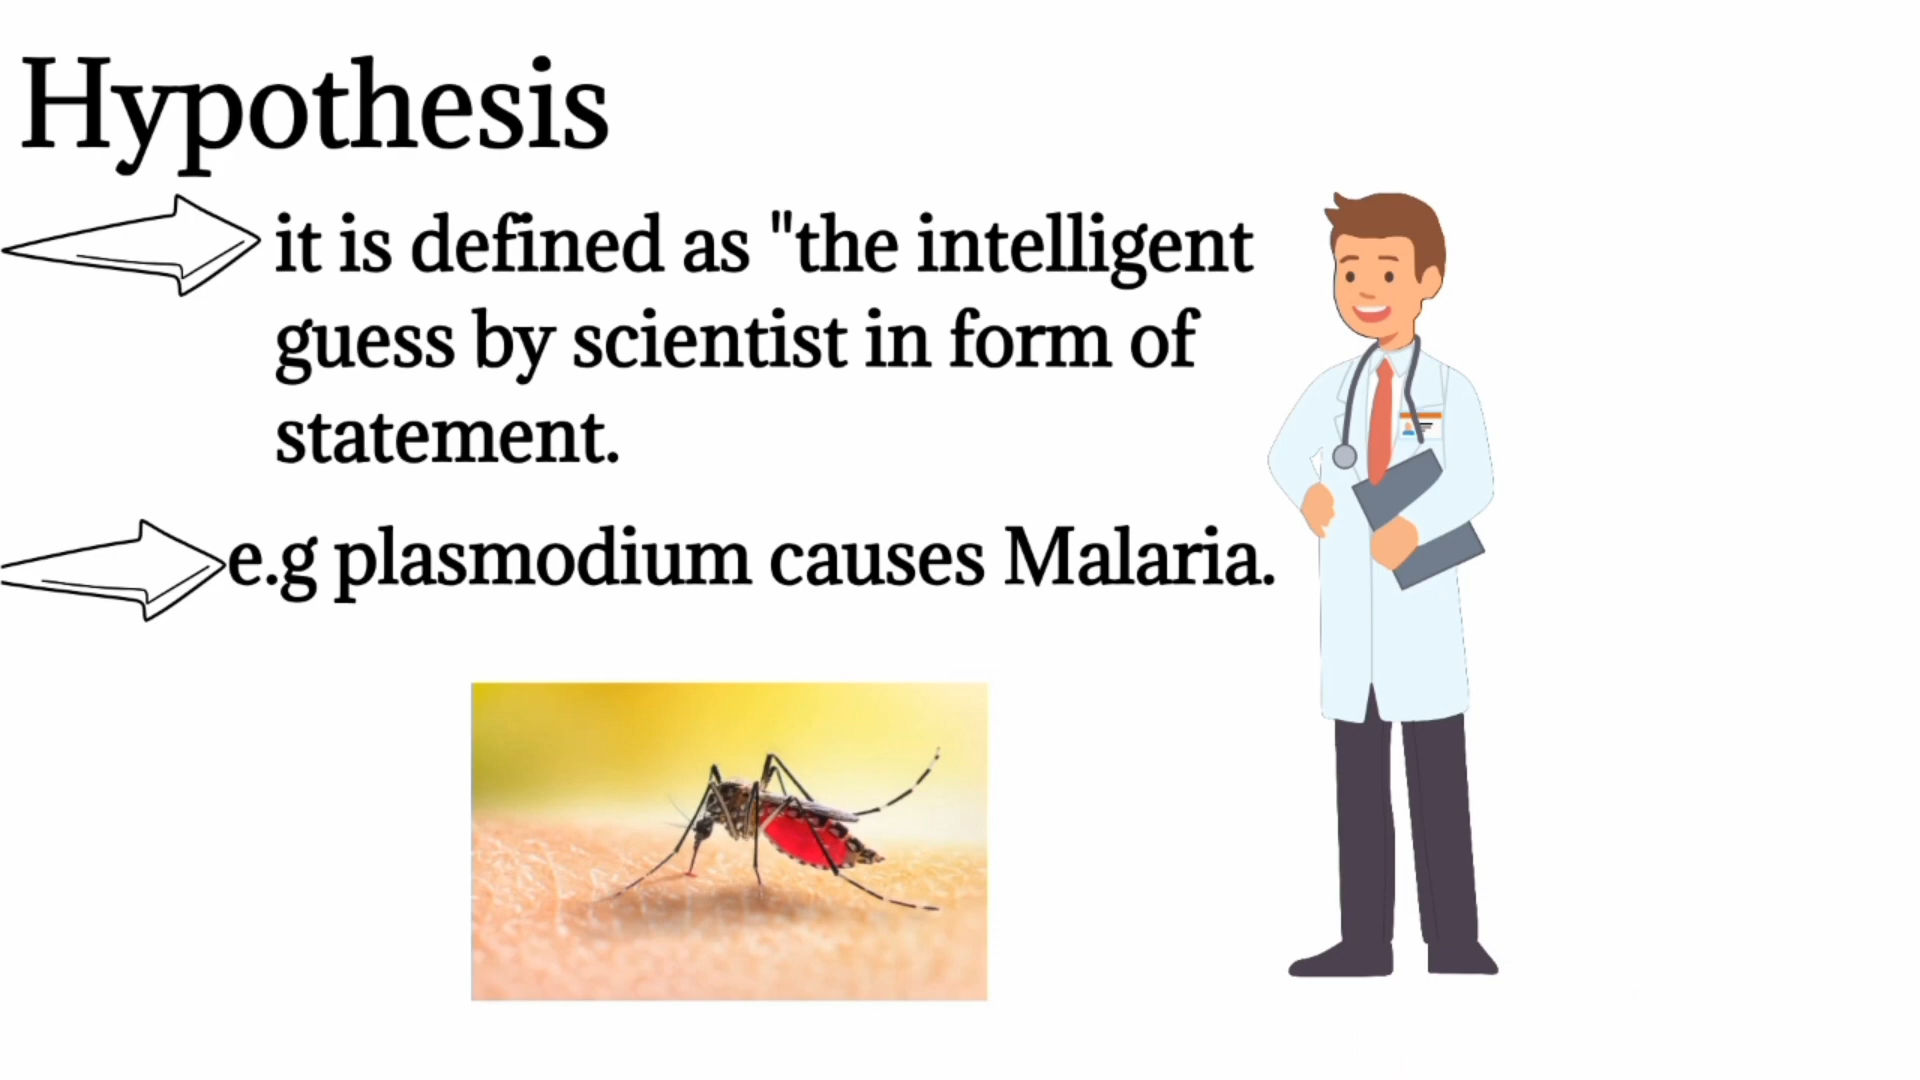 Hypothesis
it is defined as "the intelligent
guess by scientist in form of
statement.
e.g plasmodium causes Malaria.